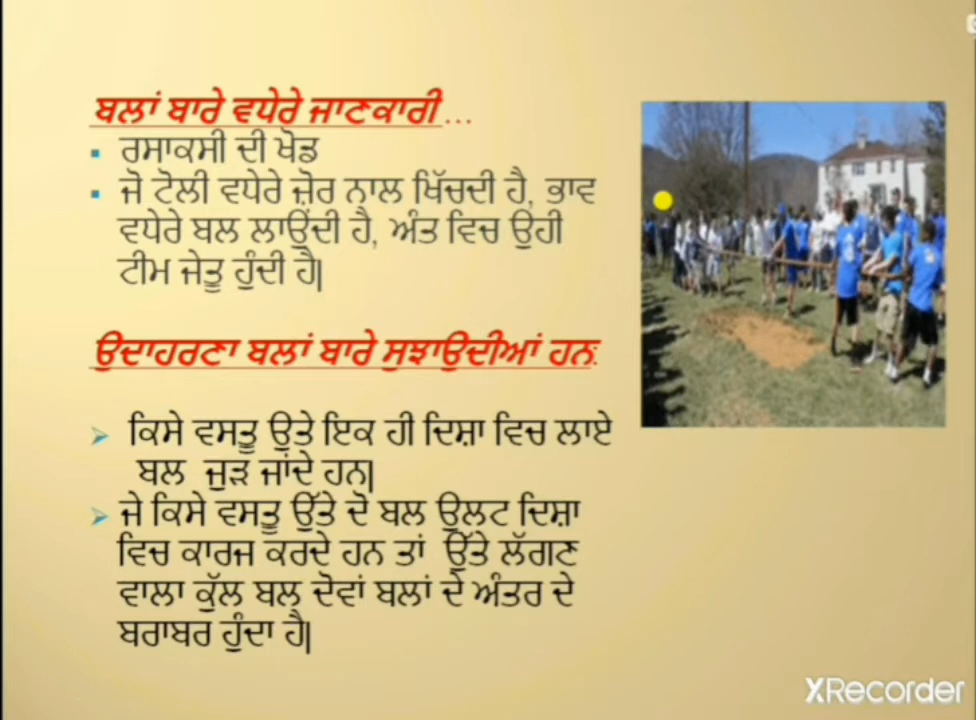 ਬਲਾਂ ਬਾਰੇ ਵਧੇਰੇ ਜਾਣਕਾਰੀ...
▪ ਰਸਾਕਸੀ ਦੀ ਖੇਡ
▪ ਜੋ ਟੋਲੀ ਵਧੇਰੇ ਜ਼ੋਰ ਨਾਲ ਖਿੱਚਦੀ ਹੈ, ਭਾਵ
ਵਧੇਰੇ ਬਲ ਲਾਉਂਦੀ ਹੈ, ਅੰਤ ਵਿਚ ਉਹੀ
ਟੀਮ ਜੇਤੂ ਹੁੰਦੀ ਹੈ|
ਉਦਾਹਰਣਾ ਬਲਾਂ ਬਾਰੇ ਸੁਝਾਉਦੀਆਂ ਹਨ:
➢ ਕਿਸੇ ਵਸਤੂ ਉਤੇ ਇਕ ਹੀ ਦਿਸ਼ਾ ਵਿਚ ਲਾਏ
ਬਲ ਜੁੜ ਜਾਂਦੇ ਹਨ|
➢ ਜੇ ਕਿਸੇ ਵਸਤੂ ਉੱਤੇ ਦੋ ਬਲ ਉਲਟ ਦਿਸ਼ਾ
ਵਿਚ ਕਾਰਜ ਕਰਦੇ ਹਨ ਤਾਂ ਉੱਤੇ ਲੱਗਣ
ਵਾਲਾ ਕੁੱਲ ਬਲ ਦੋਵਾਂ ਬਲਾਂ ਦੇ ਅੰਤਰ ਦੇ
ਬਰਾਬਰ ਹੁੰਦਾ ਹੈ|
XRecorder